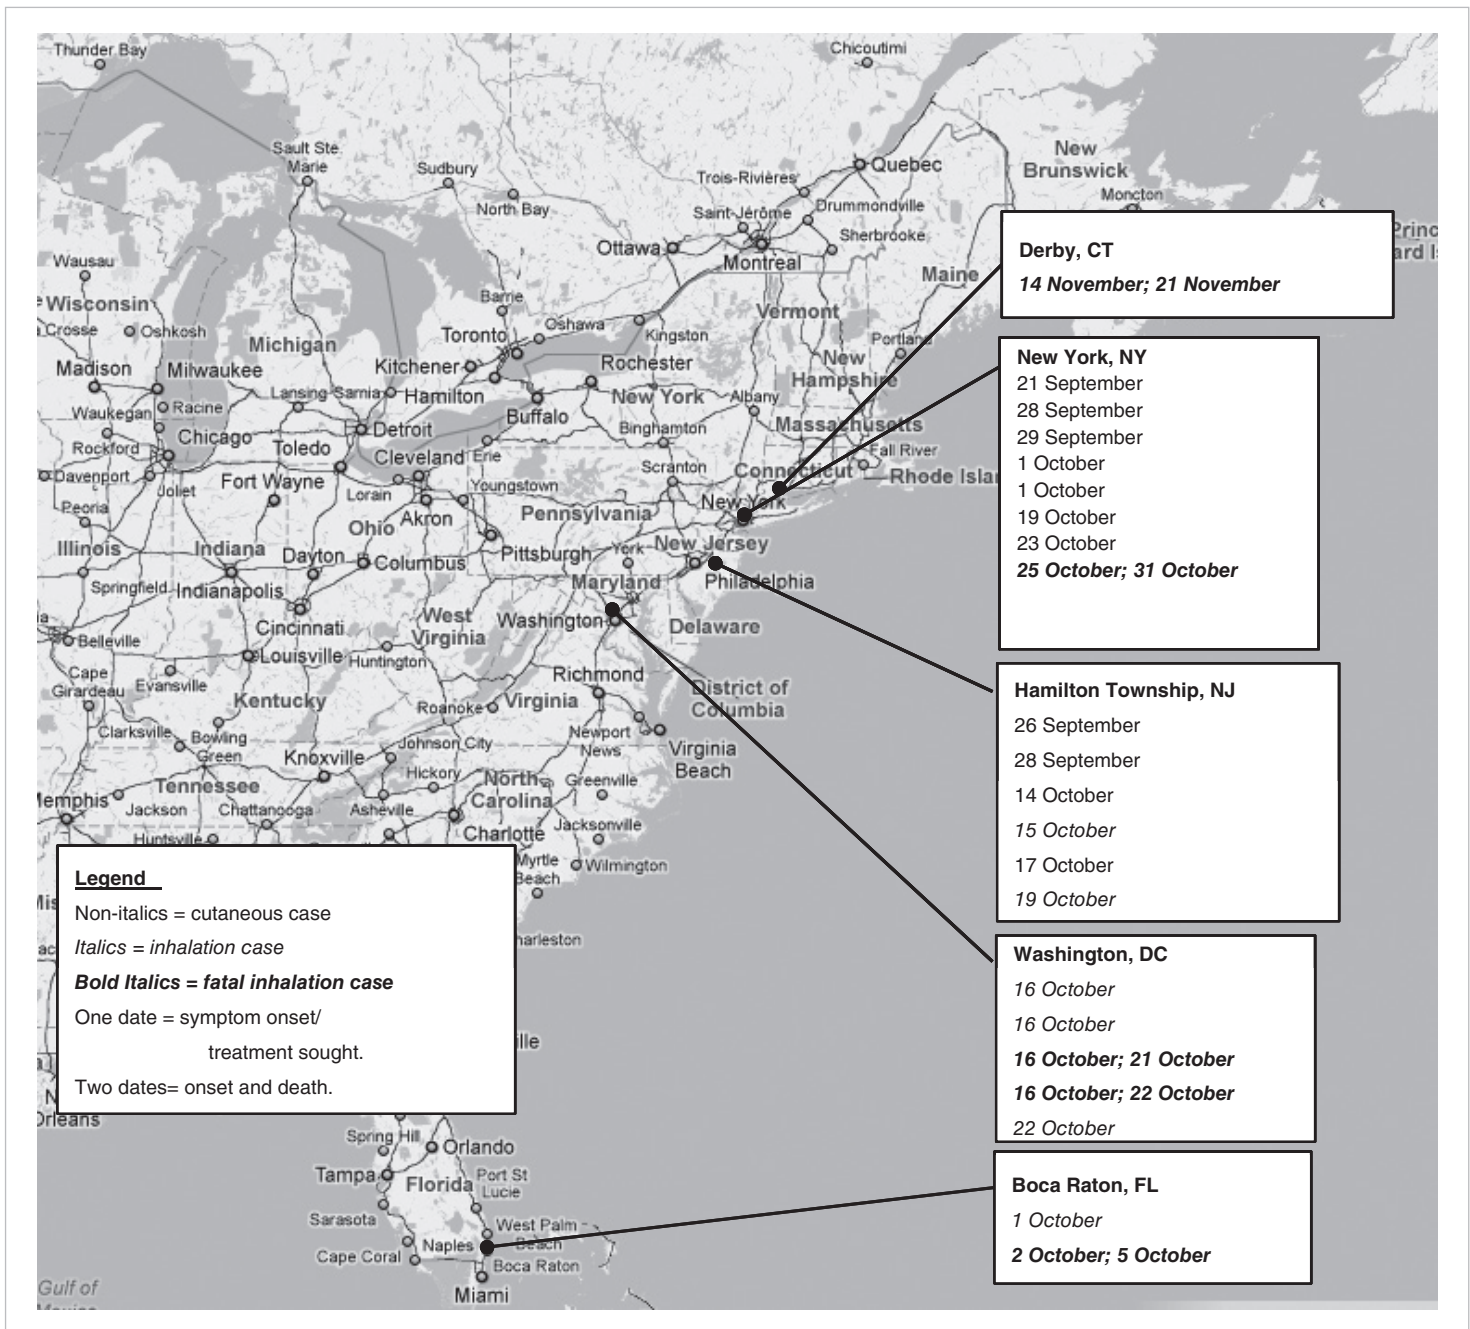 Thunder Bay
Chicoutimi
Sault Ste.
Marie
Sudbury
North Bay
Quebec
Trois-Rivières
New
Brunswick
Moncton
Saint-Jérôme
Drummondville
Sherbrooke
Ottawa
Montreal
Maine
Wausau
Wisconsin
Oshkosh
Barrie
Vermont
Michigan
Toronto
Oshawa
Kingston
Portland
Madison
Milwaukee
Kitchener
Rochester
New
Hampshire
Lansing
Sarnia
Hamilton
New York
Albany
Waukegan
Racine
Buffalo
Massachusetts
Rockford
Chicago
Toledo
Detroit
Binghamton
Fall River
Cleveland
Erie
Scranton
Connecticut
Davenport
Joliet
Fort Wayne
Lorain
Youngstown
New York
Peoria
Ohio
Akron
Pennsylvania
Illinois
Indiana
Dayton
Columbus
Pittsburgh
York
New Jersey
Springfield
Indianapolis
Maryland
Philadelphia
Cincinnati
West
Virginia
Washington
Delaware
Belleville
Louisville
Huntington
Cape
Girardeau
Evansville
Kentucky
Richmond
Roanoke
Virginia
District of
Columbia
Clarksville
Bowling
Green
Knoxville
Johnson City
Newport
News
Virginia
Beach
Tennessee
Hickory
North
Carolina
Greenville
Memphis
Jackson
Chattanooga
Asheville
Huntsville
Charlotte
Jacksonville
Myrtle
Beach
Wilmington
Derby, CT
14 November; 21 November
New York, NY
21 September
28 September
29 September
1 October
1 October
19 October
23 October
25 October; 31 October
Hamilton Township, NJ
26 September
28 September
14 October
15 October
17 October
19 October
Washington, DC
16 October
16 October
16 October; 21 October
16 October; 22 October
22 October
Boca Raton, FL
1 October
2 October; 5 October
Legend
Non-italics = cutaneous case
Italics = inhalation case
Bold Italics = fatal inhalation case
One date = symptom onset/
treatment sought.
Two dates= onset and death.
Orleans
Spring Hill
Orlando
Tampa
Florida
Port St
Lucie
Sarasota
West Palm
Beach
Cape Coral
Naples
Boca Raton
Miami
Gulf of